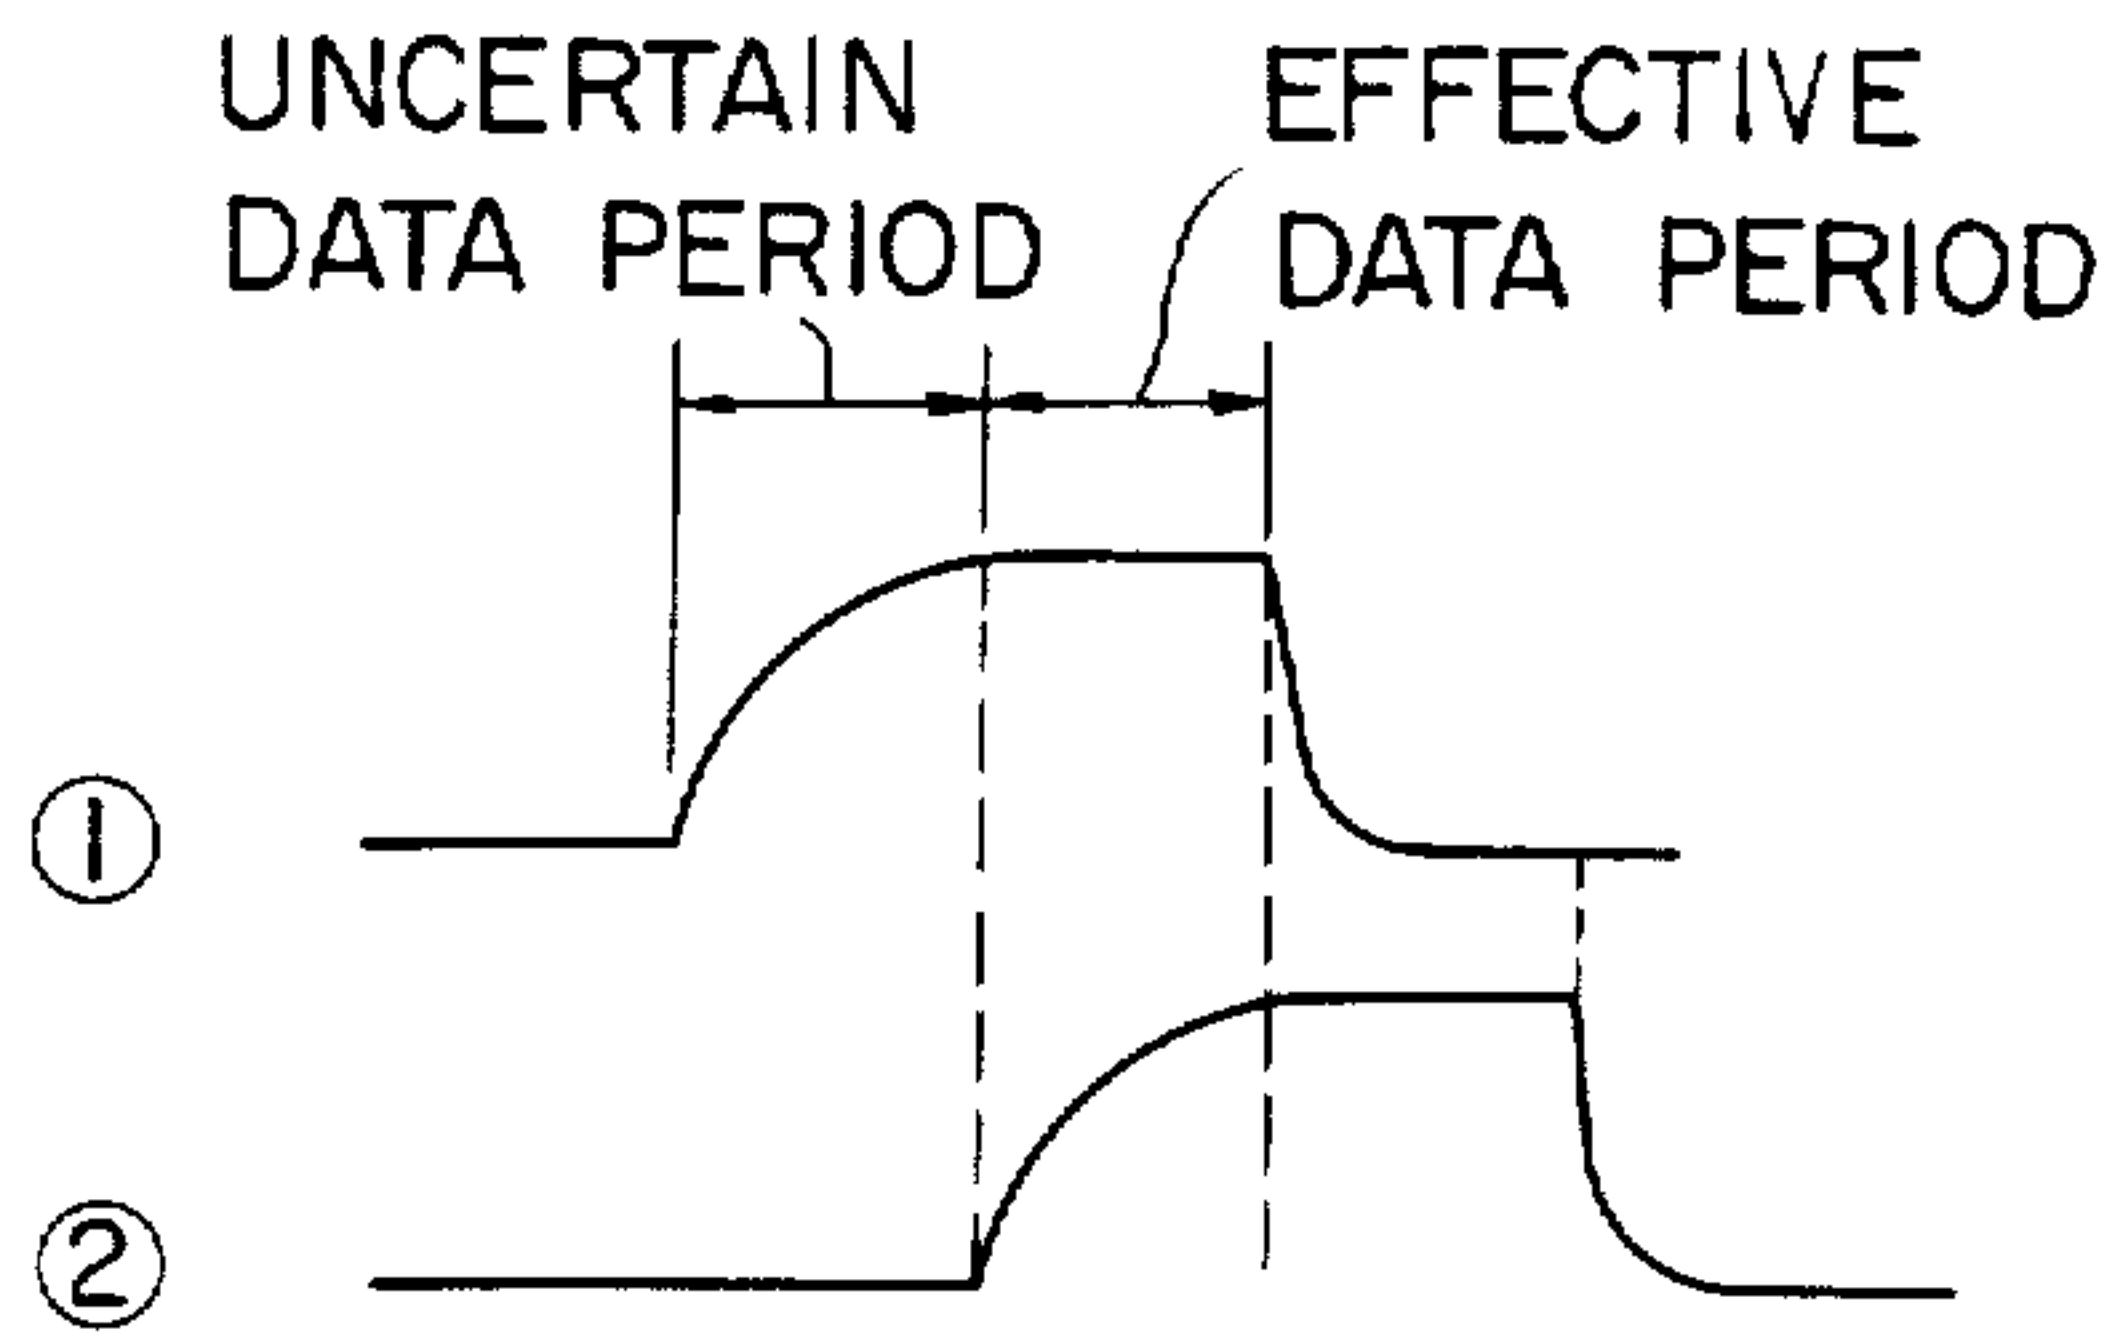 UNCERTAIN
DATA PERIOD
EFFECTIVE
DATA PERIOD
①
②